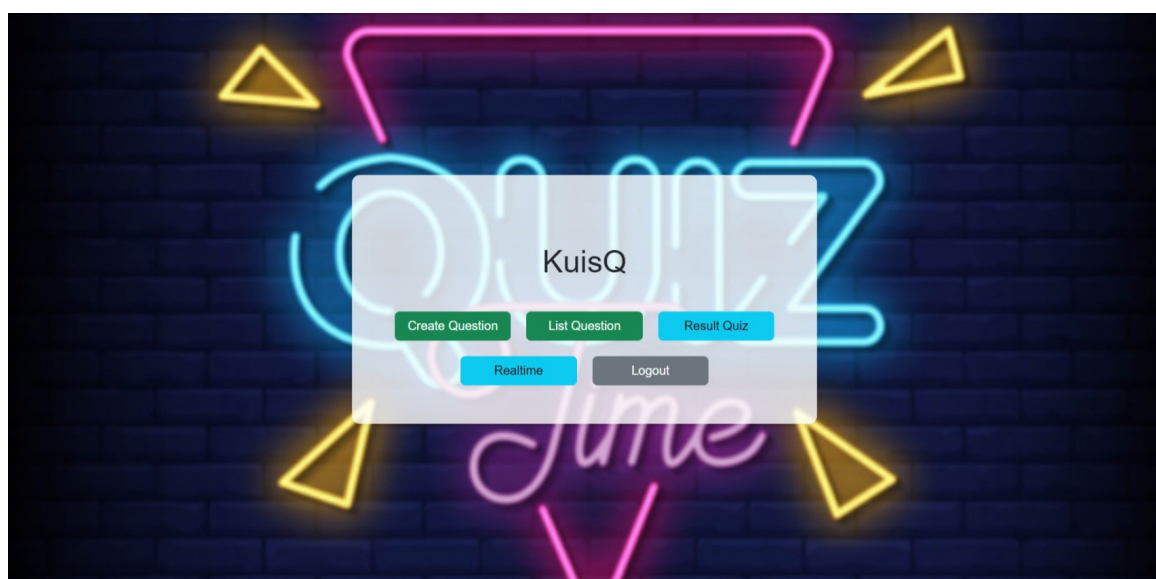 QUIZ
KuisQ
Create Question List Question Result Quiz
Realtime Logout
Time